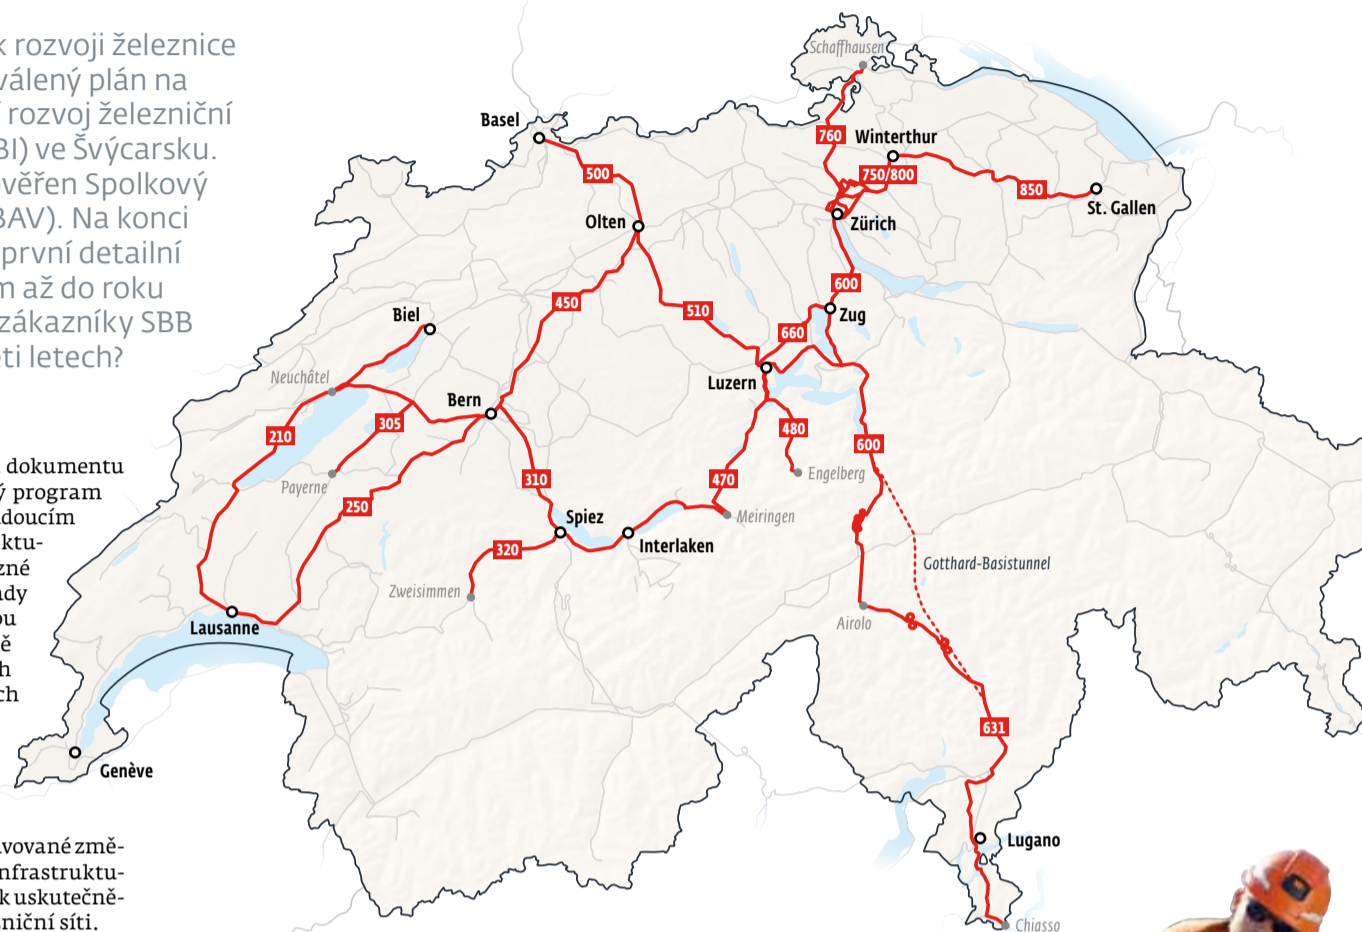 k rozvoji železnice
válený plán na
rozvoj železniční
BI) ve Švýcarsku.
ověřen Spolkový
BAV). Na konci
první detailní
m až do roku
zákazníky SBB
eti letech?
dokumentu
ý program
doucím
ktu-
zné
dy
ou
ě
h
ch
vované změ-
nfrastruktu-
k uskutečně-
zniční síti.
Schaffhausen
Basel
760
Winterthur
500
750/800
850
St. Gallen
Olten
Zürich
600
450
510
Zug
Biel
660
Neuchâtel
Luzern
Bern
305
210
480
600
Payerne
310
470
Engelberg
250
Spiez
Meiringen
320
Interlaken
Gotthard-Basistunnel
Zweisimmen
Lausanne
Airolo
631
Genève
Lugano
Chiasso